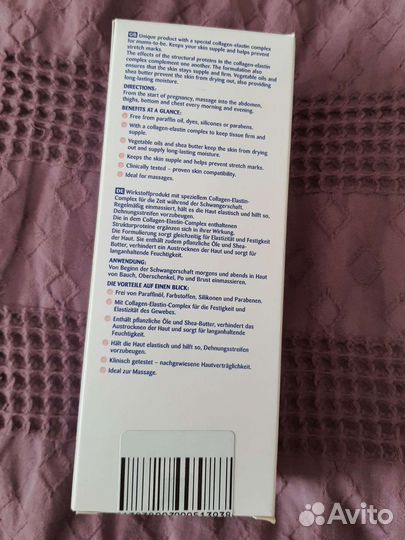 GB Unique product with a special collagen-elastin complex
for mums-to-be. Keeps your skin supple and helps prevent
stretch marks.
The effects of the structural proteins in the collagen-elastin
complex complement one another. The formulation also
ensures that the skin stays supple and firm. Vegetable oils and
shea butter prevent the skin from drying out, also providing
long-lasting moisture.
DIRECTIONS:
From the start of pregnancy, massage into the abdomen,
thighs, bottom and chest every morning and evening.
BENEFITS AT A GLANCE:
Free from paraffin oil, dyes, silicones or parabens.
With a collagen-elastin complex to keep tissue firm and
supple.
Vegetable oils and shea butter keep the skin from drying
out and supply long-lasting moisture.
Keeps the skin supple and helps prevent stretch marks.
Clinically tested – proven skin compatibility.
Ideal for massages.
DE Wirkstoffprodukt mit speziellem Collagen-Elastin-
Complex für die Zeit während der Schwangerschaft.
Regelmäßig einmassiert, hält es die Haut elastisch und hilft so,
Dehnungsstreifen vorzubeugen.
Die in dem Collagen-Elastin-Complex enthaltenen
Strukturproteine ergänzen sich in ihrer Wirkung.
Die Formulierung sorgt gleichzeitig für Elastizität und Festigkeit
der Haut. Sie enthält zudem pflanzliche Öle und Shea-
Butter, verhindert ein Austrocknen der Haut und sorgt für
langanhaltende Feuchtigkeit.
ANWENDUNG:
Von Beginn der Schwangerschaft morgens und abends in Haut
von Bauch, Oberschenkel, Po und Brust einmassieren.
DIE VORTEILE AUF EINEN BLICK:
Frei von Paraffinöl, Farbstoffen, Silikonen und Parabenen.
Mit Collagen-Elastin-Complex für die Festigkeit und
Elastizität des Gewebes.
Enthält pflanzliche Öle und Shea-Butter, verhindert das
Austrocknen der Haut und sorgt für langanhaltende
Feuchtigkeit.
Hält die Haut elastisch und hilft so, Dehnungsstreifen
vorzubeugen.
Klinisch getestet – nachgewiesene Hautverträglichkeit.
Ideal zur Massage.
Avito